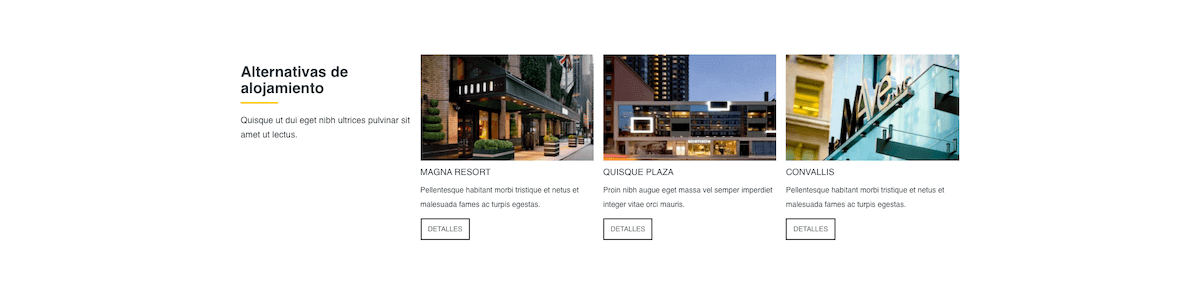 Alternativas de
alojamiento
Quisque ut dui eget nibh ultrices pulvinar sit
amet ut lectus.
MAGNA RESORT
Pellentesque habitant morbi tristique et netus et
malesuada fames ac turpis egestas.
DETALLES
QUISQUE PLAZA
Proin nibh augue eget massa vel semper imperdiet
integer vitae orci mauris.
DETALLES
CONVALLIS
Pellentesque habitant morbi tristique et netus et
malesuada fames ac turpis egestas.
DETALLES